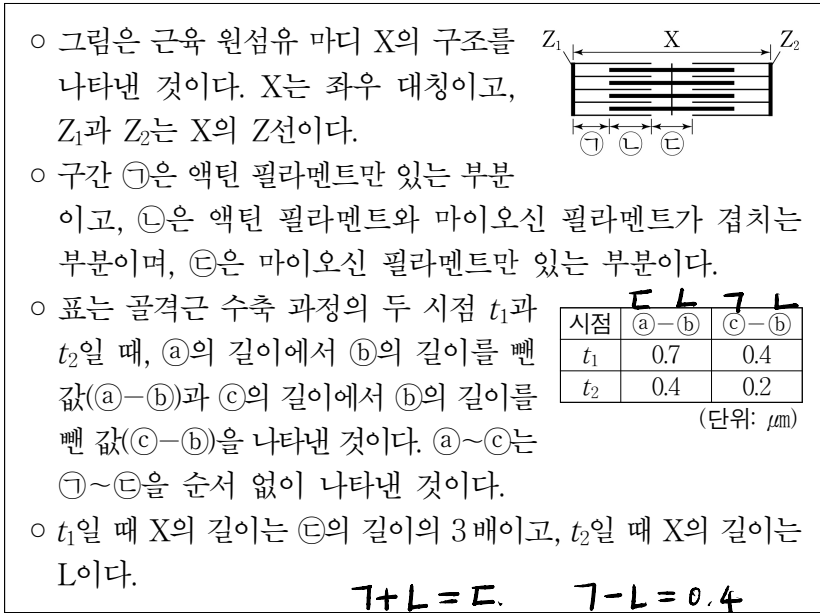 ○ 그림은 근육 원섬유 마디 X의 구조를
나타낸 것이다. X는 좌우 대칭이고,
Z₁과 Z₂는 X의 Z선이다.
Z₁ X Z₂
㉠ ㉡ ㉢
○ 구간 ㉠은 액틴 필라멘트만 있는 부분
이고, ㉡은 액틴 필라멘트와 마이오신 필라멘트가 겹치는
부분이며, ㉢은 마이오신 필라멘트만 있는 부분이다.
○ 표는 골격근 수축 과정의 두 시점 t₁과
t₂일 때, ⓐ의 길이에서 ⓑ의 길이를 뺀
값(ⓐ-ⓑ)과 ⓒ의 길이에서 ⓑ의 길이를
뺀 값(ⓒ-ⓑ)을 나타낸 것이다. ⓐ~ⓒ는
㉠~㉢을 순서 없이 나타낸 것이다.
ㄷ ㄴ ㄱ ㄴ
시점 ⓐ-ⓑ ⓒ-ⓑ
t₁ 0.7 0.4
t₂ 0.4 0.2
(단위: μm)
○ t₁일 때 X의 길이는 ㉢의 길이의 3배이고, t₂일 때 X의 길이는
L이다.
ㄱ+ㄴ=ㄷ. ㄱ-ㄴ=0.4